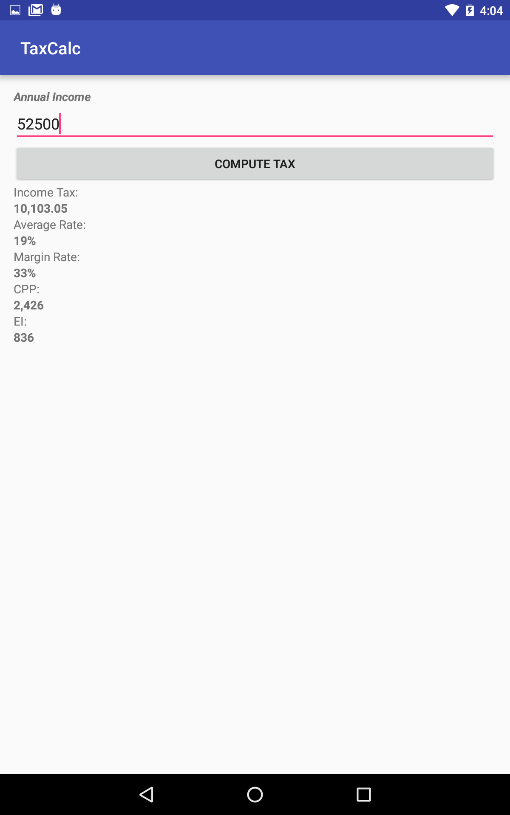 4:04
TaxCalc
Annual Income
52500
COMPUTE TAX
Income Tax:
10,103.05
Average Rate:
19%
Margin Rate:
33%
CPP:
2,426
EI:
836